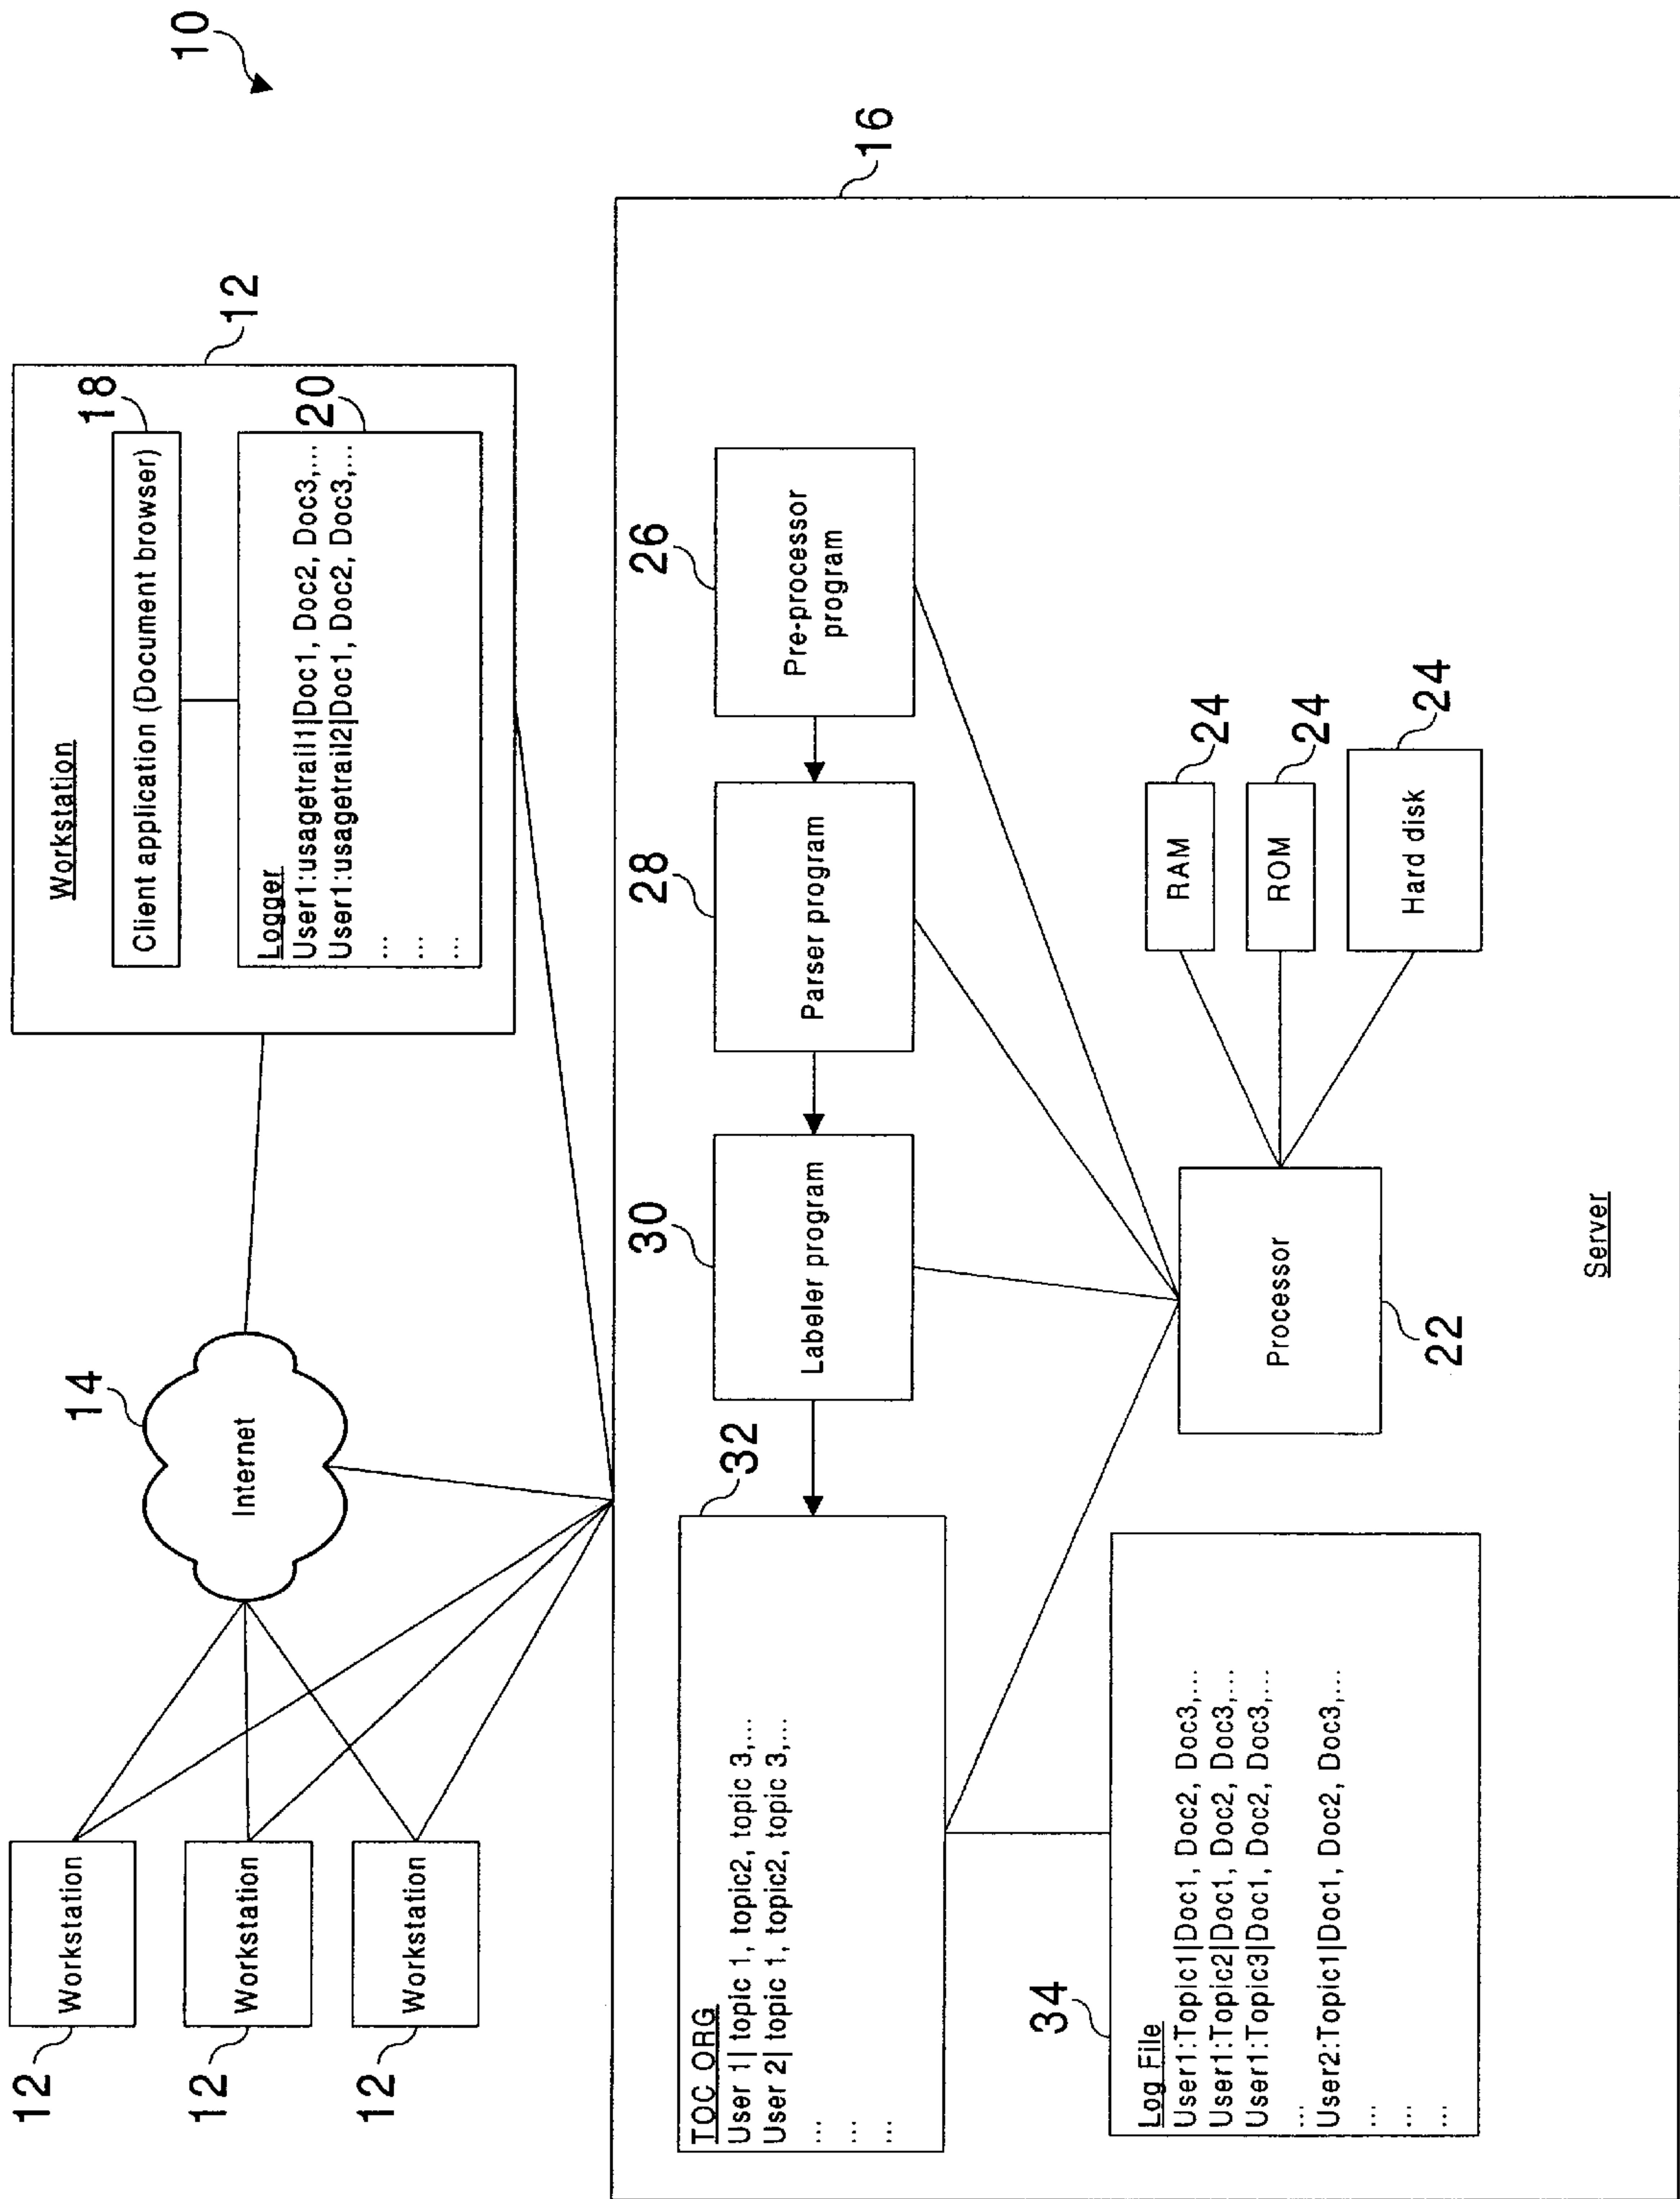 10
12
Workstation
12
Workstation
12
Workstation
14
Internet
Workstation
12
Client application (Document browser)
18
Logger
20
User1:usagetrail1|Doc1, Doc2, Doc3,...
User1:usagetrail2|Doc1, Doc2, Doc3,...
...
...
...
16
TOC ORG
32
User 1| topic 1, topic2, topic 3,...
User 2| topic 1, topic2, topic 3,...
...
...
...
30
Labeler program
28
Parser program
26
Pre-processor
program
34
Log File
User1:Topic1|Doc1, Doc2, Doc3,...
User1:Topic2|Doc1, Doc2, Doc3,...
User1:Topic3|Doc1, Doc2, Doc3,...
...
User2:Topic1|Doc1, Doc2, Doc3,...
...
...
...
Processor
22
RAM
24
ROM
24
Hard disk
24
Server